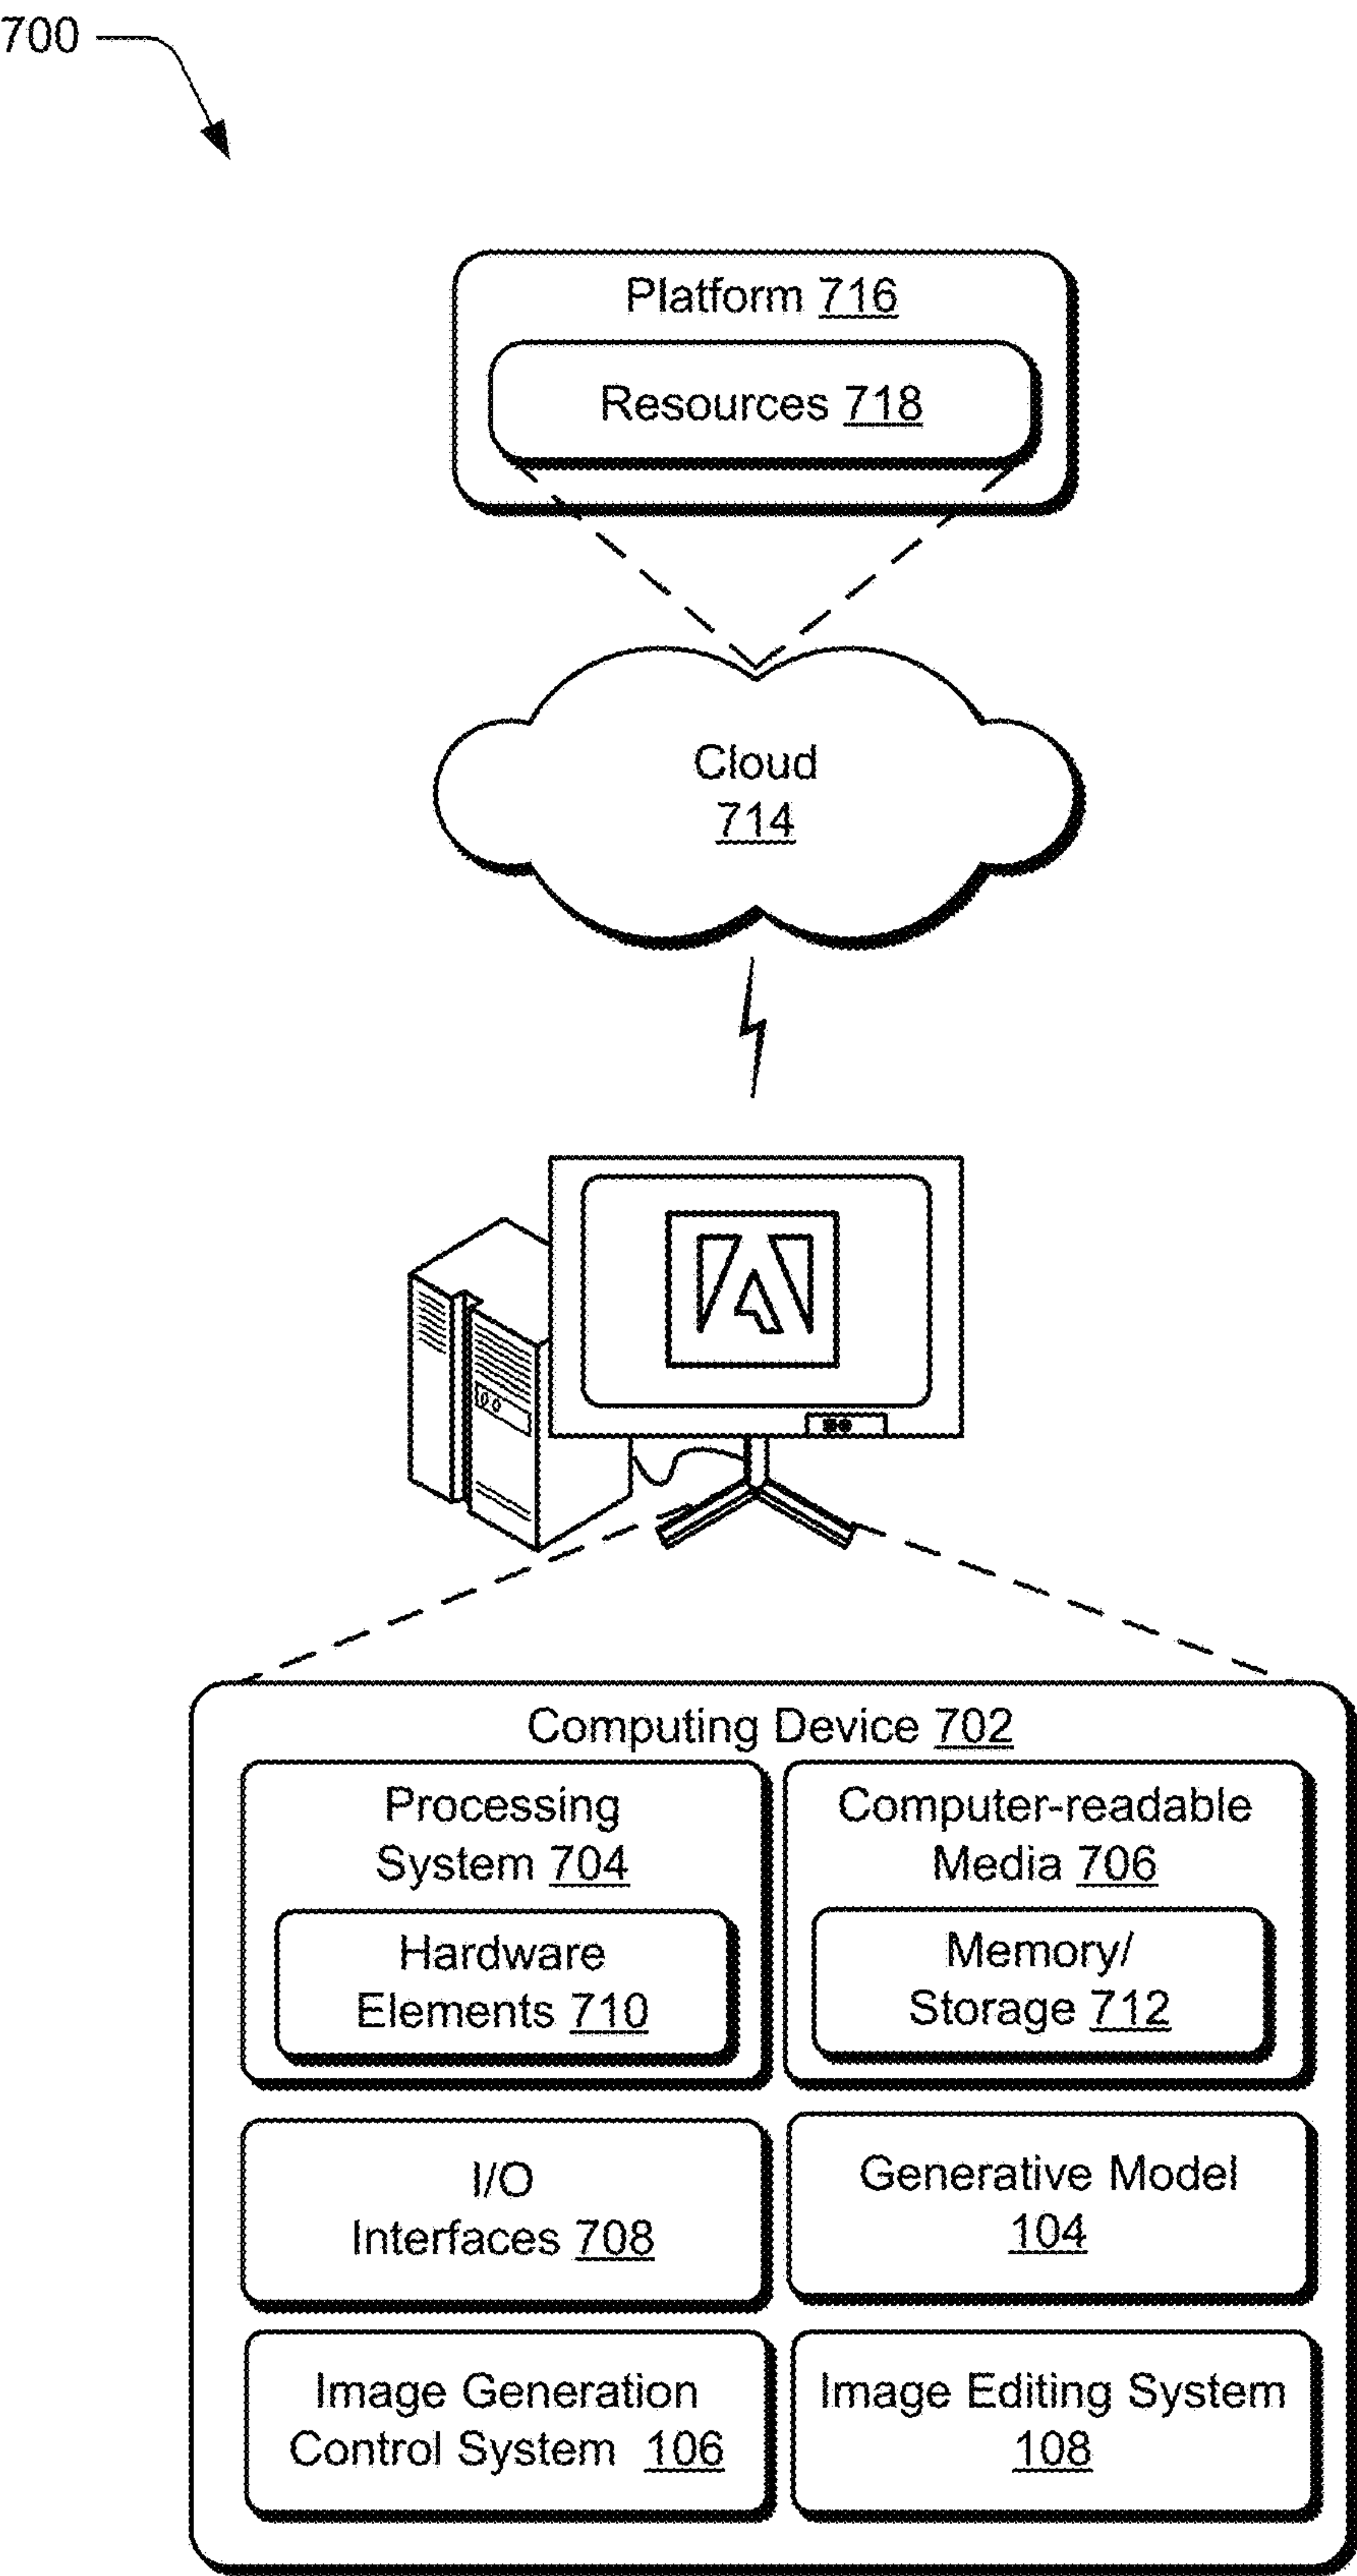 700
Platform 716
Resources 718
Cloud
714
Computing Device 702
Processing
System 704
Hardware
Elements 710
Computer-readable
Media 706
Memory/
Storage 712
I/O
Interfaces 708
Generative Model
104
Image Generation
Control System 106
Image Editing System
108